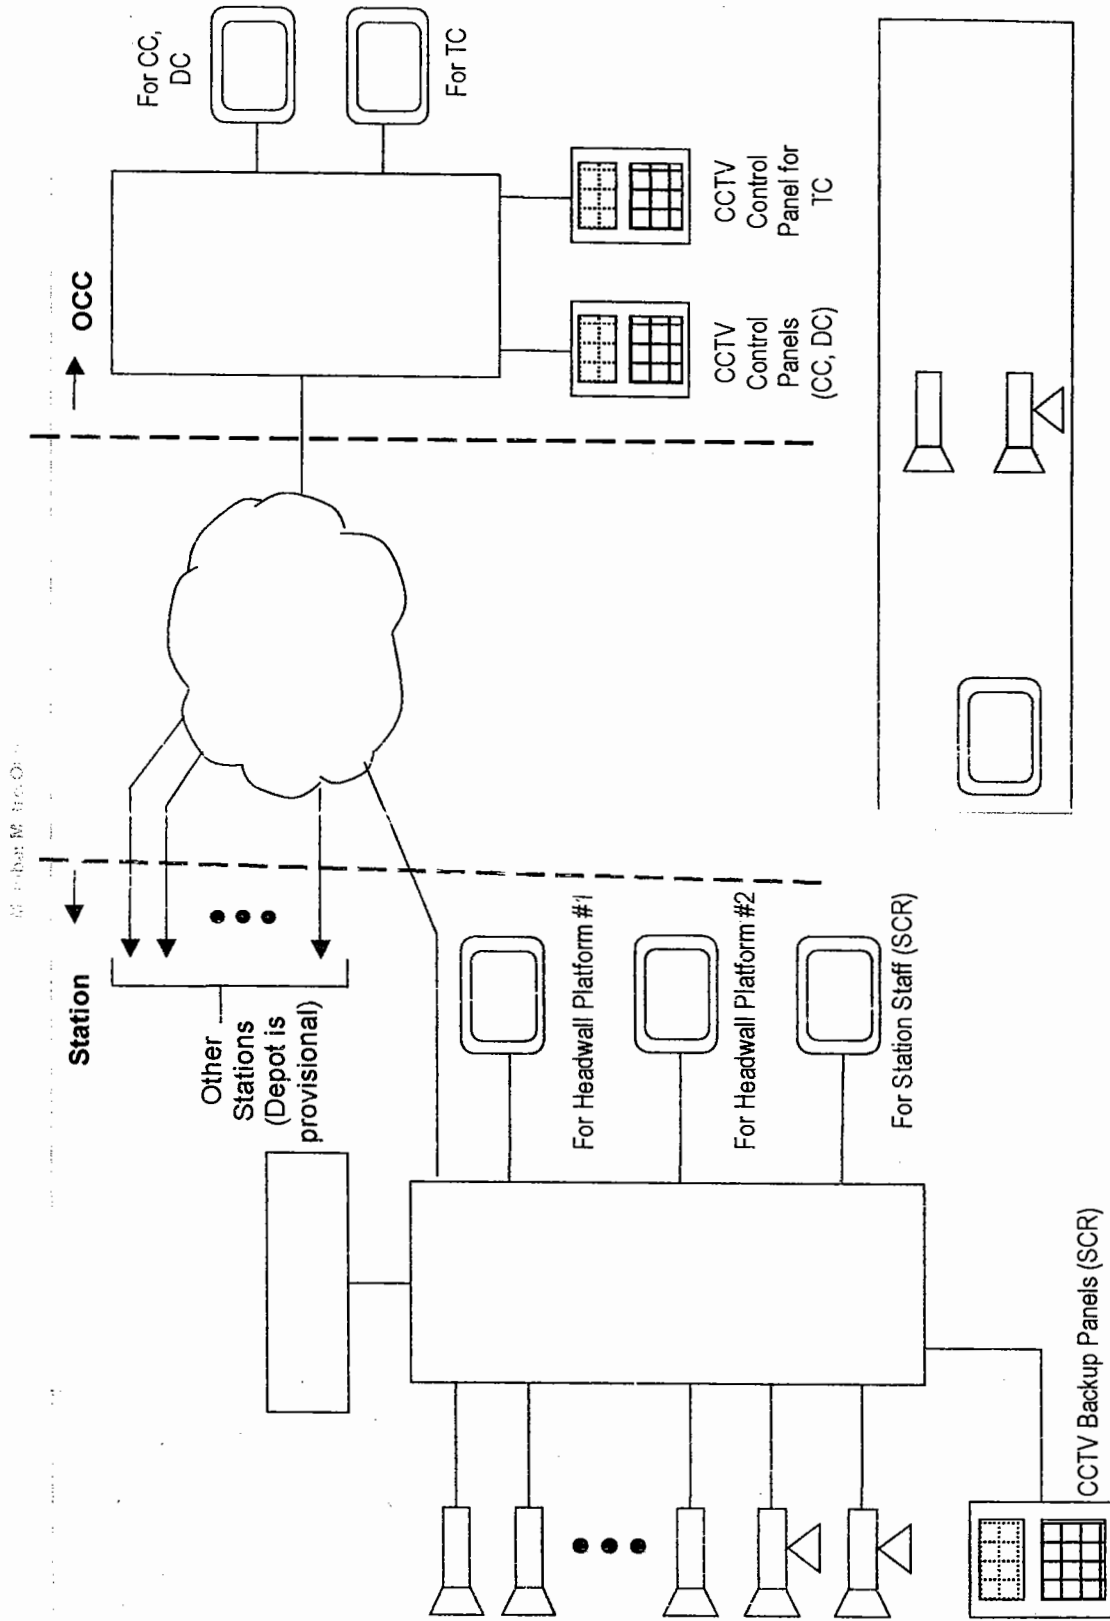 Station
OCC
Other
Stations
(Depot is
provisional)
For CC,
DC
For TC
For Headwall Platform #1
For Headwall Platform #2
For Station Staff (SCR)
CCTV
Control
Panels
(CC, DC)
CCTV
Control
Panel for
TC
CCTV Backup Panels (SCR)